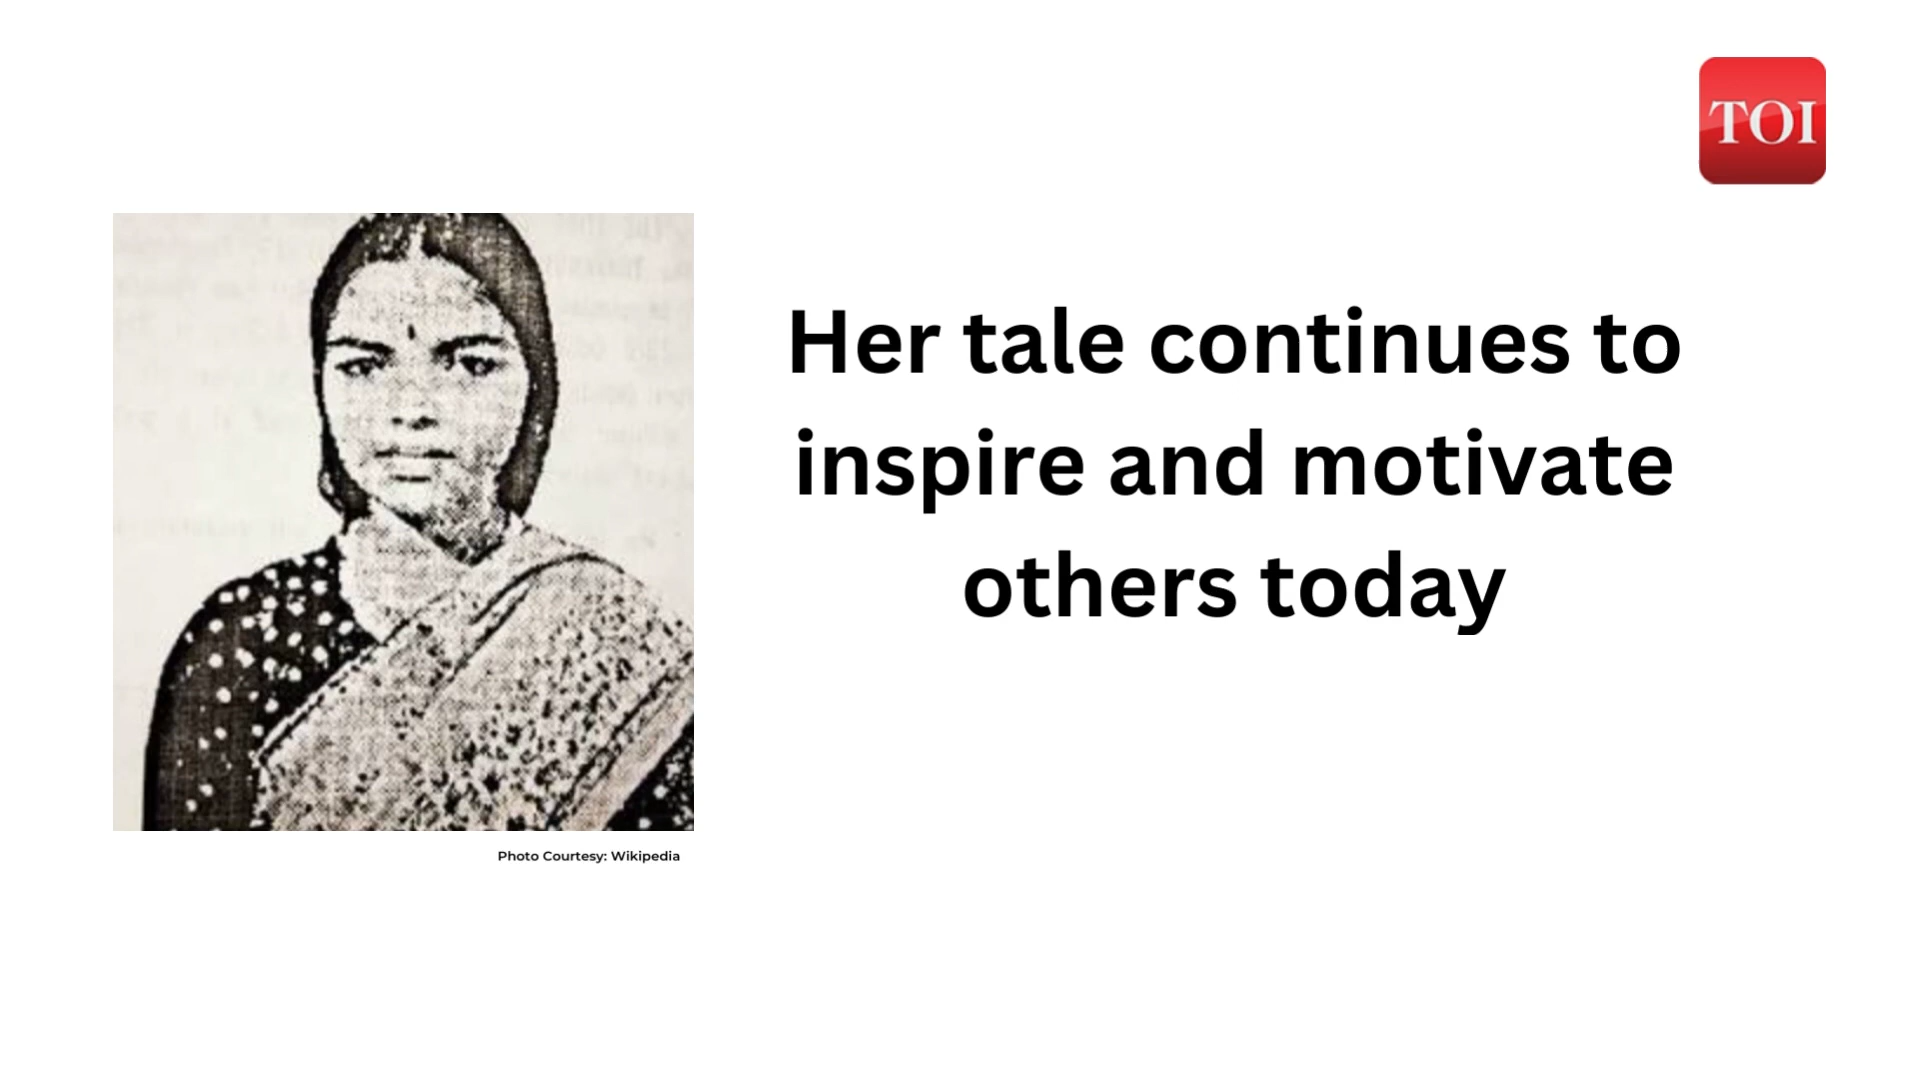 TOI
Her tale continues to
inspire and motivate
others today
Photo Courtesy: Wikipedia